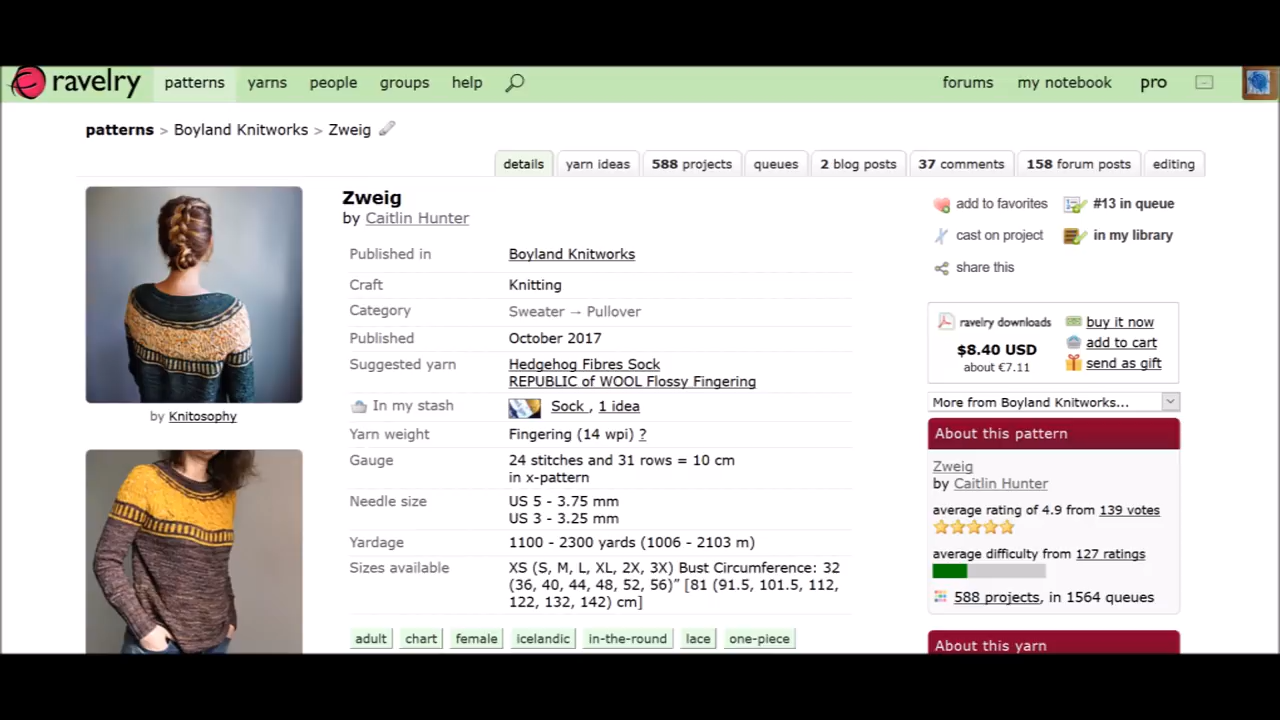 ravelry
patterns yarns people groups help forums my notebook pro
patterns > Boyland Knitworks > Zweig
details yarn ideas 588 projects queues 2 blog posts 37 comments 158 forum posts editing
by Knitosophy
Zweig
by Caitlin Hunter
Published in Boyland Knitworks
Craft Knitting
Category Sweater → Pullover
Published October 2017
Suggested yarn Hedgehog Fibres Sock
REPUBLIC of WOOL Flossy Fingering
In my stash Sock , 1 idea
Yarn weight Fingering (14 wpi) ?
Gauge 24 stitches and 31 rows = 10 cm
in x-pattern
Needle size US 5 - 3.75 mm
US 3 - 3.25 mm
Yardage 1100 - 2300 yards (1006 - 2103 m)
Sizes available XS (S, M, L, XL, 2X, 3X) Bust Circumference: 32
(36, 40, 44, 48, 52, 56)” [81 (91.5, 101.5, 112,
122, 132, 142) cm]
adult chart female icelandic in-the-round lace one-piece
add to favorites #13 in queue
cast on project in my library
share this
ravelry downloads
$8.40 USD
about €7.11
buy it now
add to cart
send as gift
More from Boyland Knitworks...
About this pattern
Zweig
by Caitlin Hunter
average rating of 4.9 from 139 votes
average difficulty from 127 ratings
588 projects, in 1564 queues
About this yarn